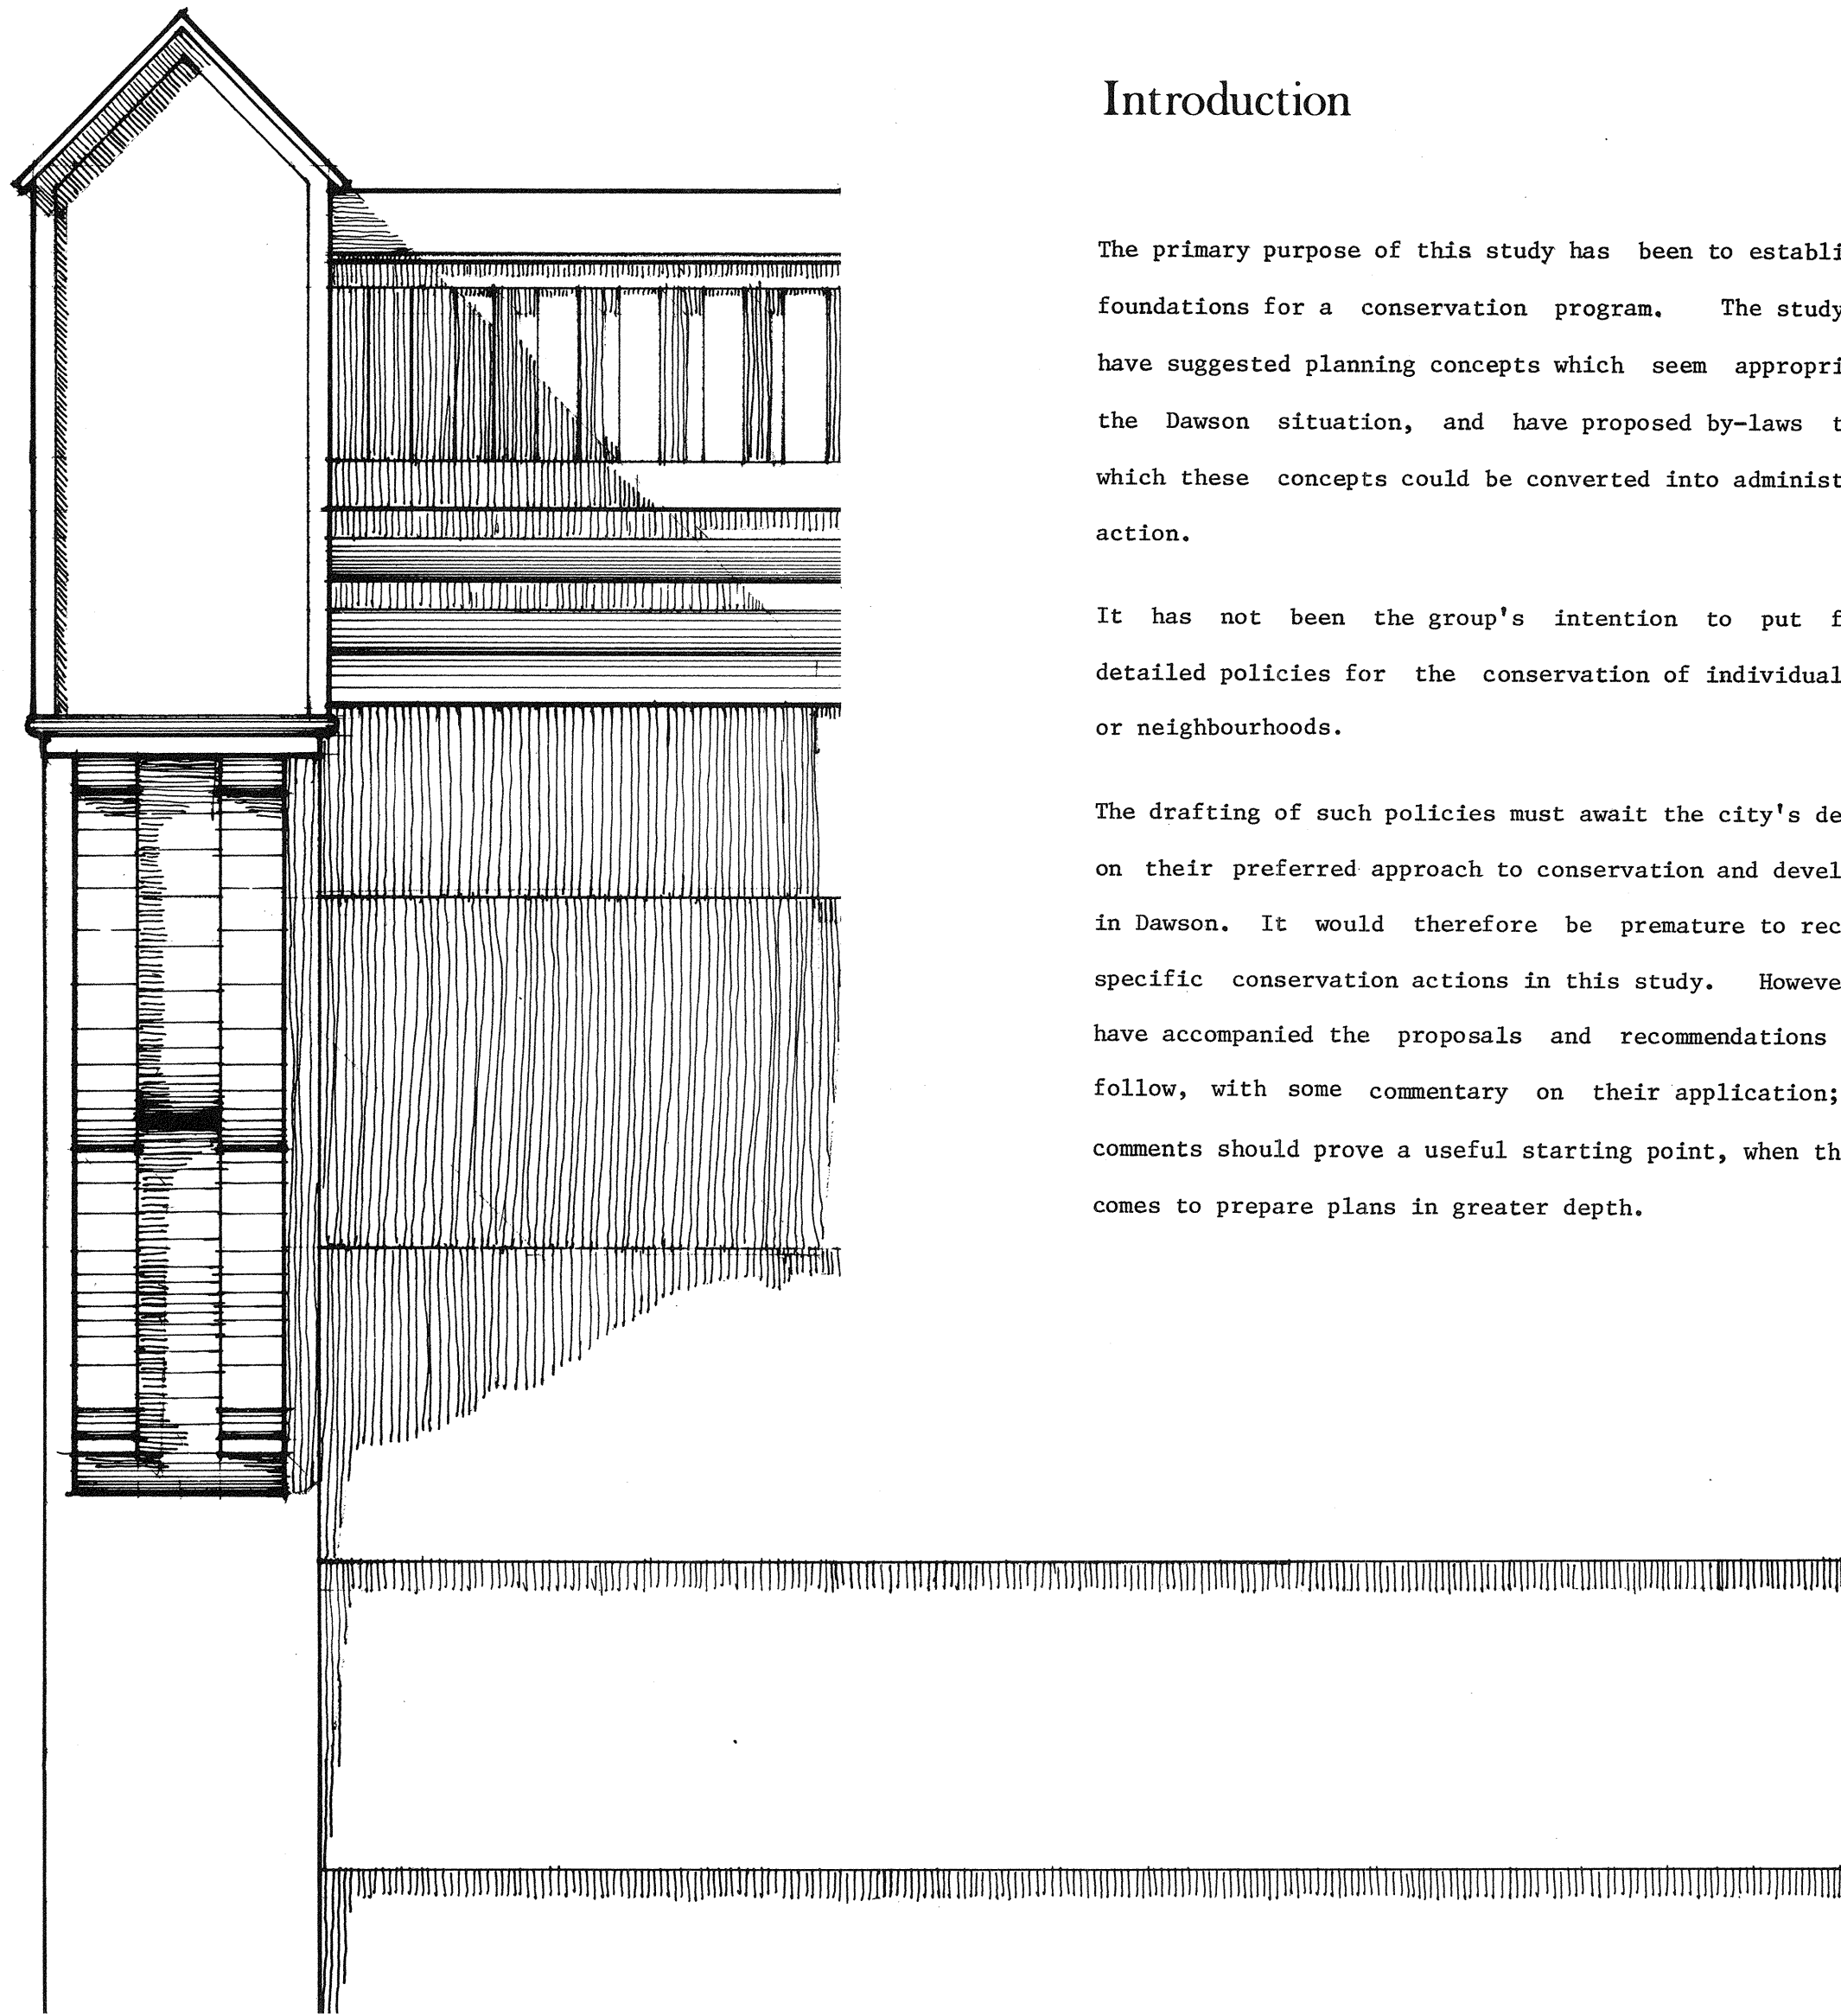 Introduction
The primary purpose of this study has been to establi
foundations for a conservation program. The study
have suggested planning concepts which seem appropri
the Dawson situation, and have proposed by-laws t
which these concepts could be converted into administ
action.
It has not been the group's intention to put f
detailed policies for the conservation of individual
or neighbourhoods.
The drafting of such policies must await the city's de
on their preferred approach to conservation and devel
in Dawson. It would therefore be premature to rec
specific conservation actions in this study. Howeve
have accompanied the proposals and recommendations
follow, with some commentary on their application;
comments should prove a useful starting point, when th
comes to prepare plans in greater depth.